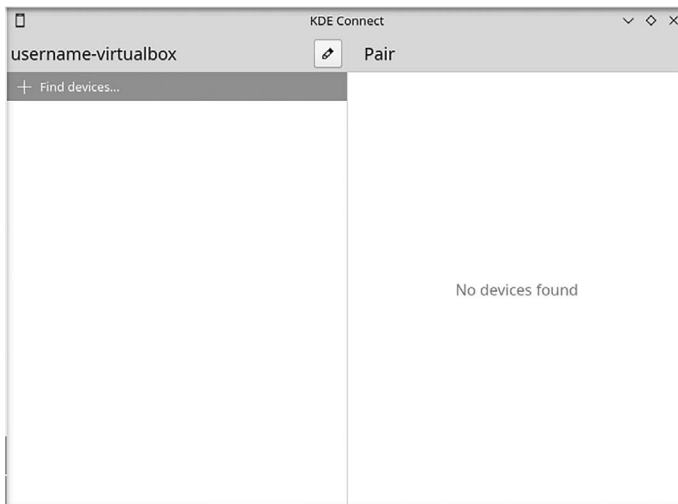 KDE Connect
username-virtualbox
Pair
Find devices...
No devices found